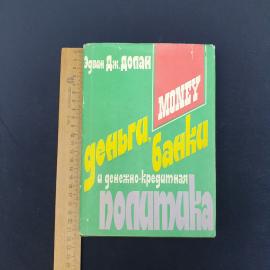 Эдвин Дж. Долан
MONEY
деньги,
банки
и денежно-кредитная
политика